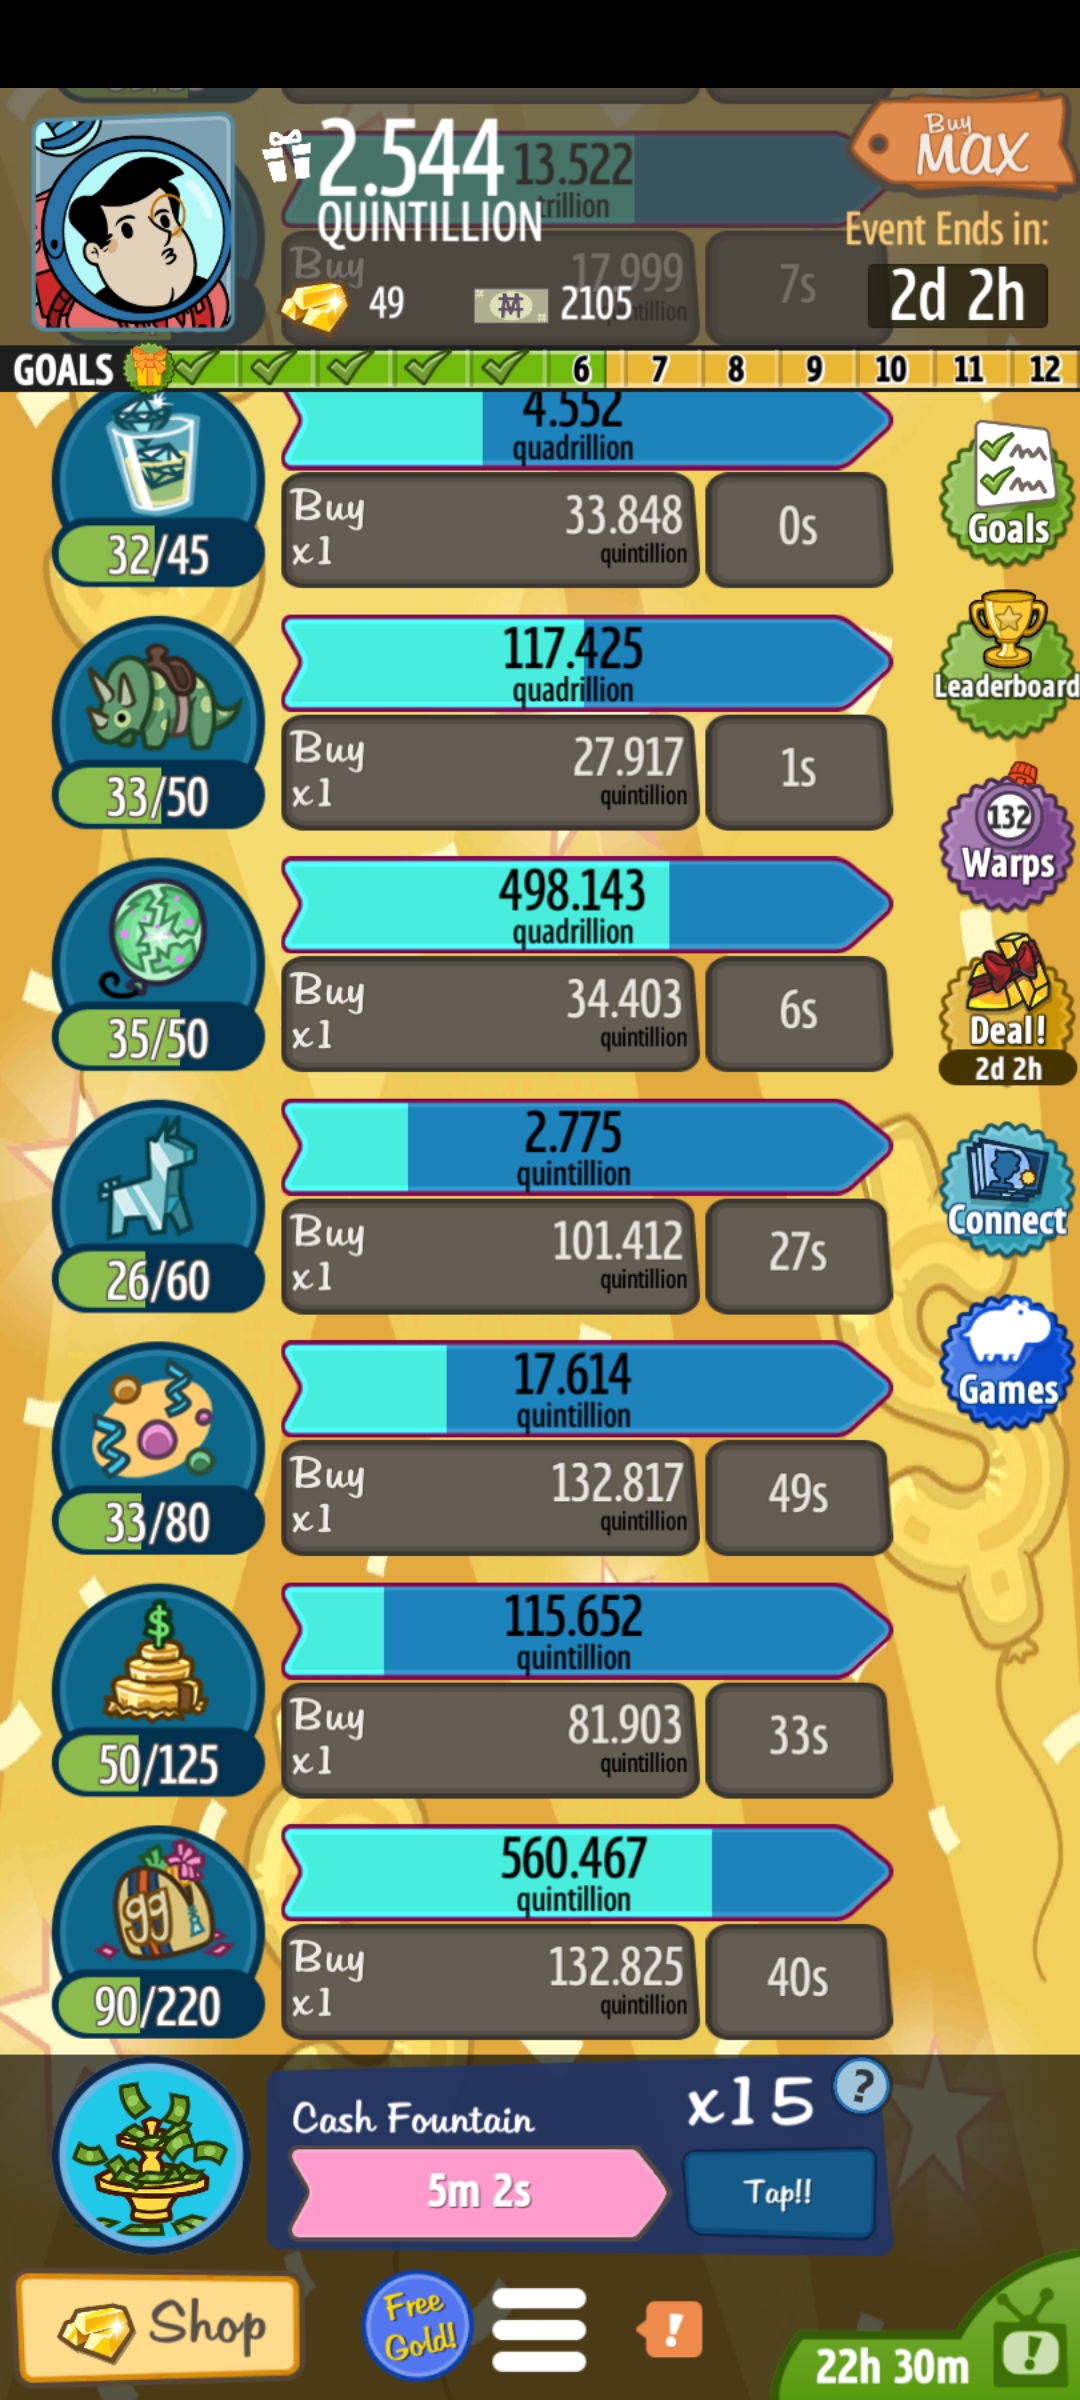 2.544
QUINTILLION
13.522
trillion
Buy
MAX
Event Ends in:
2d 2h
Buy
17.999
7s
49
2105
GOALS
6
7
8
9
10
11
12
4.552
quadrillion
Buy
x1
33.848
quintillion
0s
32/45
Goals
117.425
quadrillion
Buy
x1
27.917
quintillion
1s
33/50
Leaderboard
132
Warps
498.143
quadrillion
Buy
x1
34.403
quintillion
6s
35/50
Deal!
2d 2h
2.775
quintillion
Buy
x1
101.412
quintillion
27s
26/60
Connect
17.614
quintillion
Buy
x1
132.817
quintillion
49s
33/80
Games
$
115.652
quintillion
Buy
x1
81.903
quintillion
33s
50/125
gg
560.467
quintillion
Buy
x1
132.825
quintillion
40s
90/220
Cash Fountain
x15
?
5m 2s
Tap!!
Shop
Free
Gold!
!
22h 30m
!